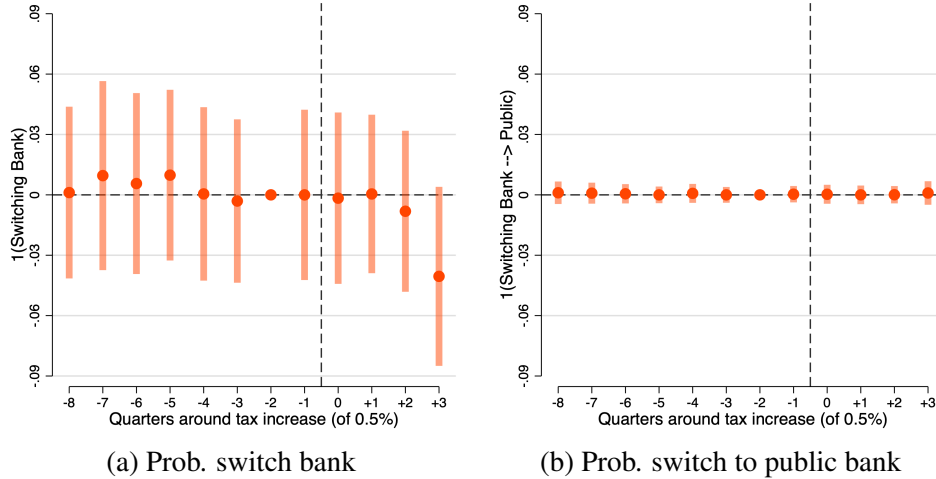 1(Switching Bank)
.09
.06
.03
0
-.03
-.06
-.09
-8 -7 -6 -5 -4 -3 -2 -1 0 +1 +2 +3
Quarters around tax increase (of 0.5%)
(a) Prob. switch bank
1(Switching Bank --> Public)
.09
.06
.03
0
-.03
-.06
-.09
-8 -7 -6 -5 -4 -3 -2 -1 0 +1 +2 +3
Quarters around tax increase (of 0.5%)
(b) Prob. switch to public bank